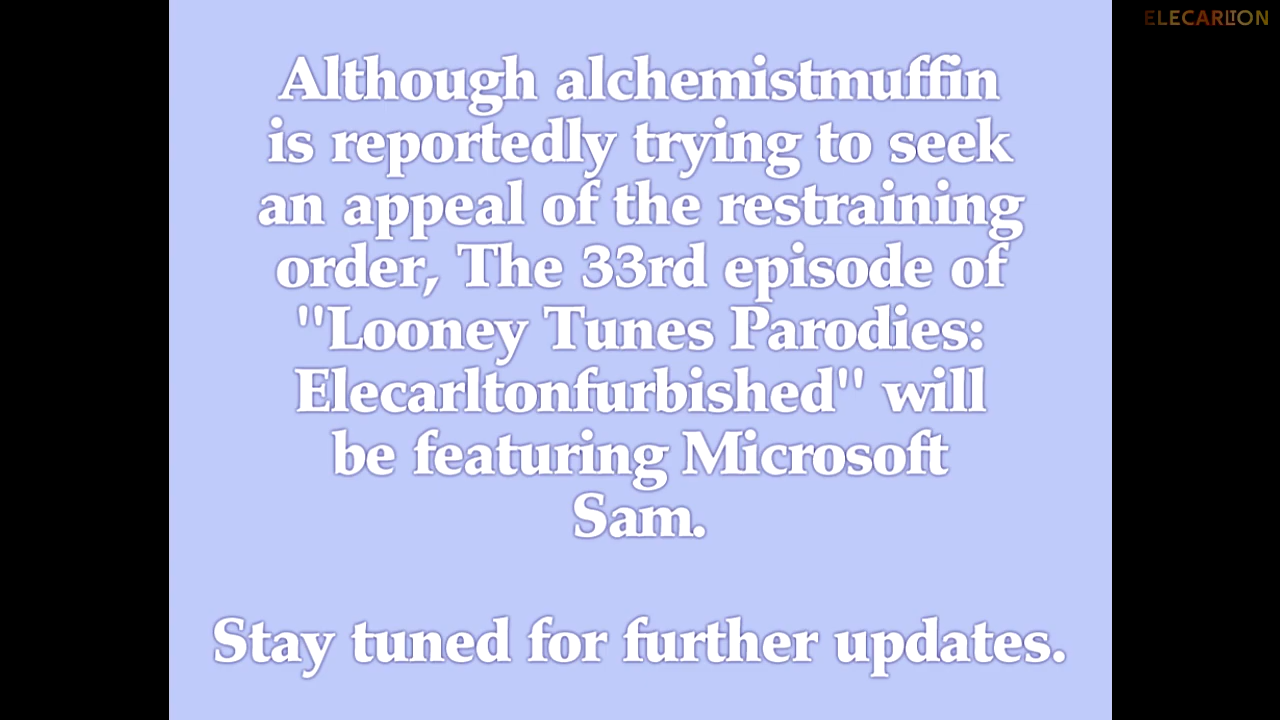 ELECARLTON
Although alchemistmuffin
is reportedly trying to seek
an appeal of the restraining
order, The 33rd episode of
"Looney Tunes Parodies:
Elecarltonfurbished" will
be featuring Microsoft
Sam.
Stay tuned for further updates.